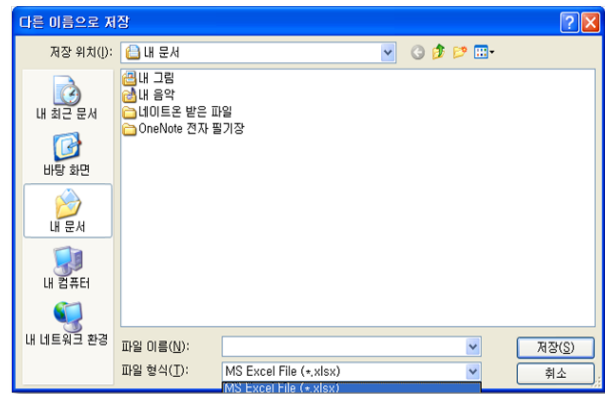 다른 이름으로 저장
저장 위치(I):
내 문서
내 최근 문서
바탕 화면
내 문서
내 컴퓨터
내 네트워크 환경
내 그림
내 음악
네이트온 받은 파일
OneNote 전자 필기장
파일 이름(N):
저장(S)
파일 형식(T):
MS Excel File (*.xlsx)
취소
MS Excel File (*.xlsx)